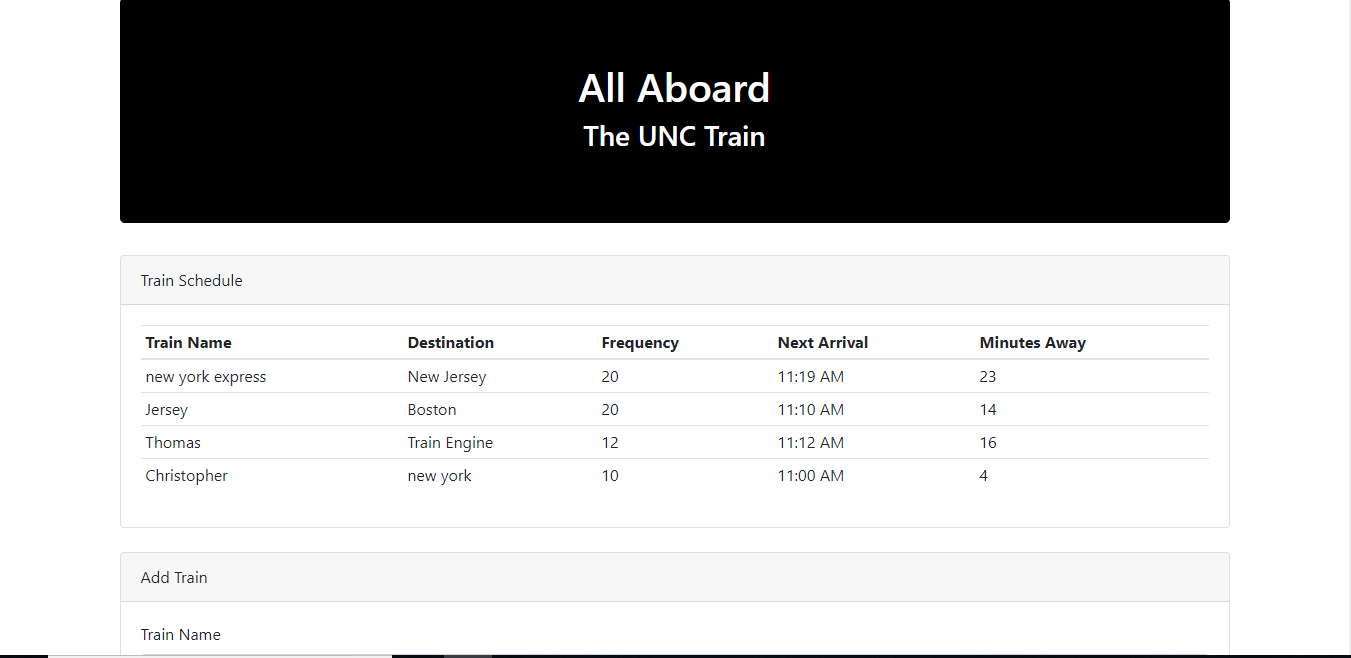 All Aboard
The UNC Train
Train Schedule
Train Name Destination Frequency Next Arrival Minutes Away
new york express New Jersey 20 11:19 AM 23
Jersey Boston 20 11:10 AM 14
Thomas Train Engine 12 11:12 AM 16
Christopher new york 10 11:00 AM 4
Add Train
Train Name